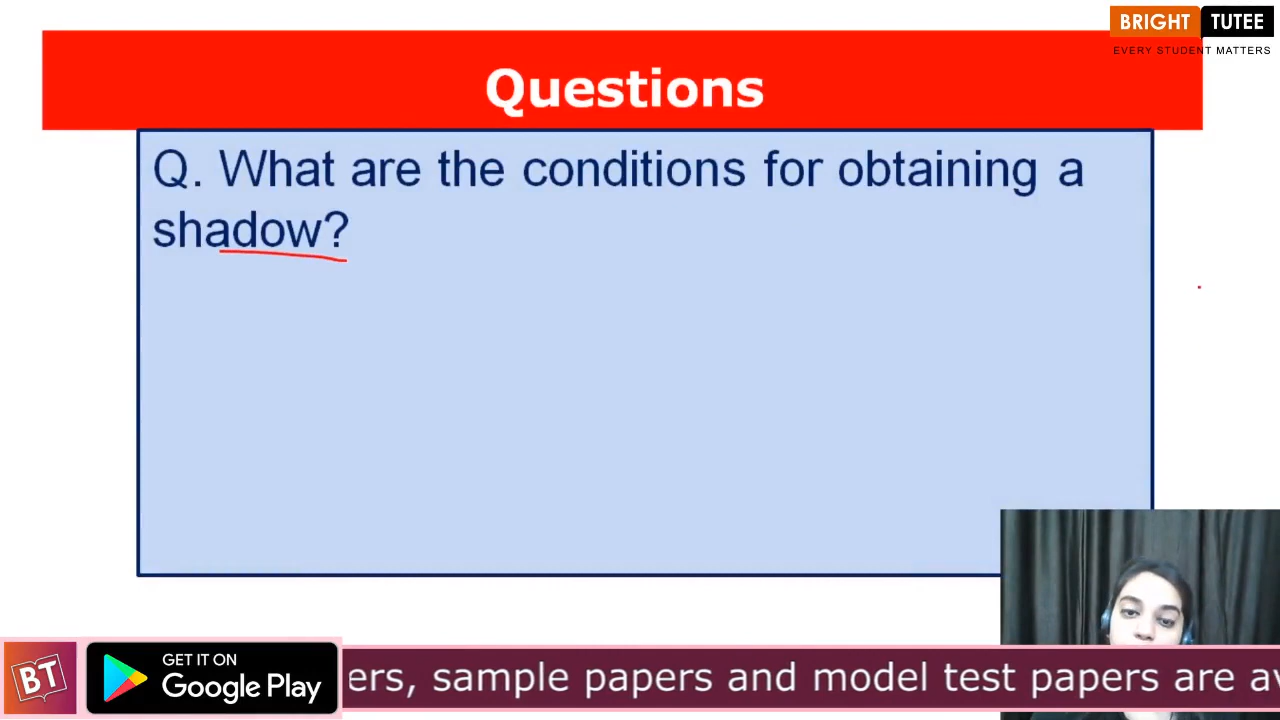 BRIGHT TUTEE
EVERY STUDENT MATTERS
Questions
Q. What are the conditions for obtaining a
shadow?
BT
GET IT ON
Google Play
ers, sample papers and model test papers are av